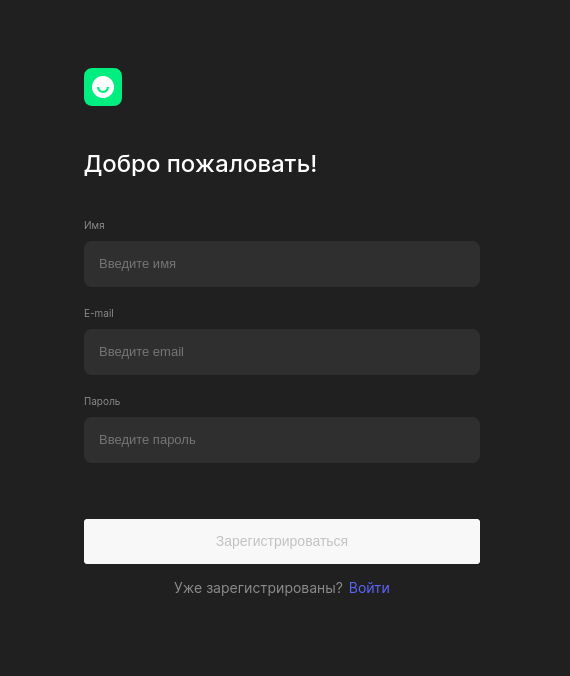 Добро пожаловать!
Имя
Введите имя
E-mail
Введите email
Пароль
Введите пароль
Зарегистрироваться
Уже зарегистрированы? Войти